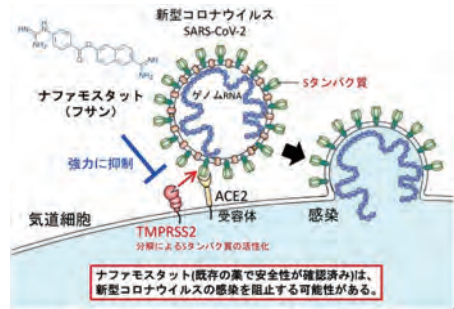 新型コロナウイルス
SARS-CoV-2
HN
NH₂
O
O
NH
NH₂
Sタンパク質
ゲノムRNA
ナファモスタット
(フサン)
強力に抑制
ACE2
受容体
感染
気道細胞
TMPRSS2
分解によるSタンパク質の活性化
ナファモスタット(既存の薬で安全性が確認済み)は、
新型コロナウイルスの感染を阻止する可能性がある。